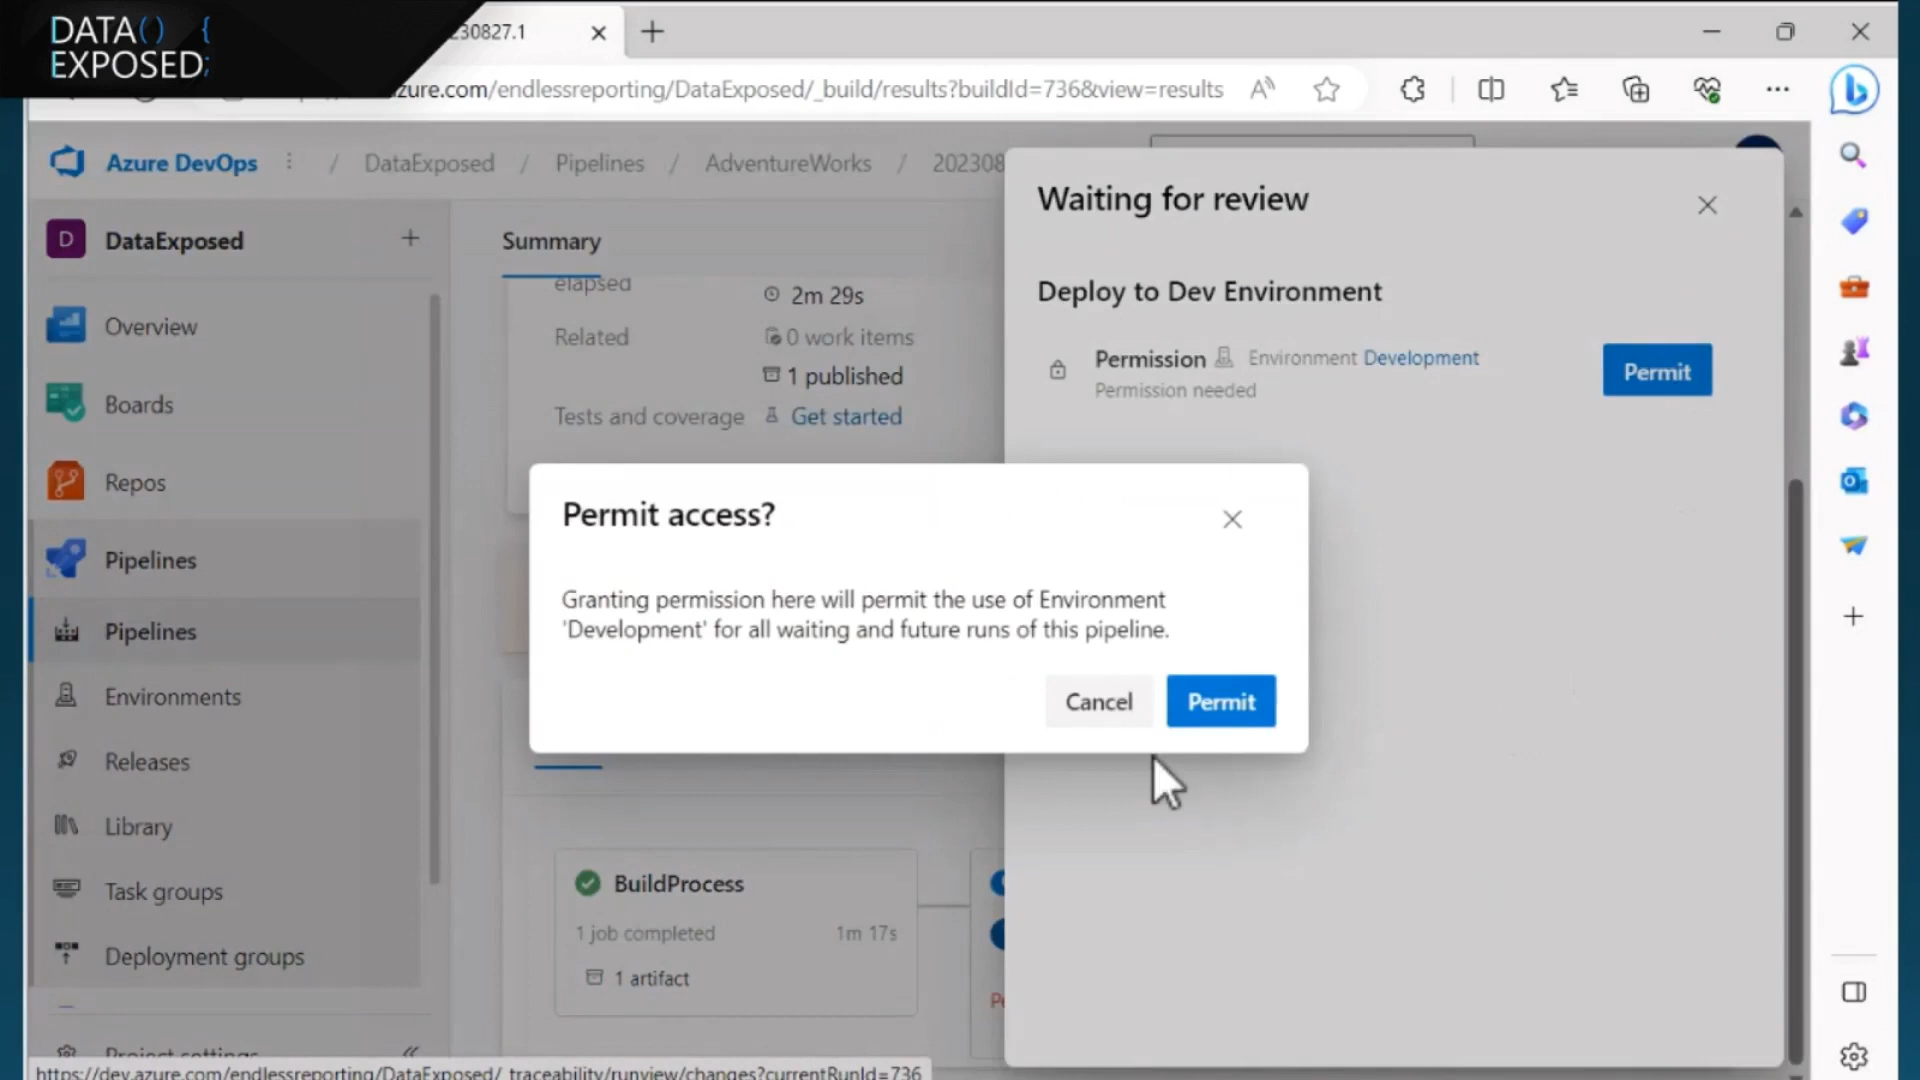 DATA() {
EXPOSED;
30827.1
zure.com/endlessreporting/DataExposed/_build/results?buildId=736&view=results
Azure DevOps / DataExposed / Pipelines / AdventureWorks / 202308
D DataExposed
Overview
Boards
Repos
Pipelines
Pipelines
Environments
Releases
Library
Task groups
Deployment groups
Project settings
Summary
elapsed
2m 29s
Related
0 work items
1 published
Tests and coverage
Get started
BuildProcess
1 job completed 1m 17s
1 artifact
Waiting for review
Deploy to Dev Environment
Permission Environment Development
Permission needed
Permit
Permit access?
Granting permission here will permit the use of Environment
'Development' for all waiting and future runs of this pipeline.
Cancel
Permit
https://dev.azure.com/endlessreporting/DataExposed/_traceability/runview/changes?currentRunId=736